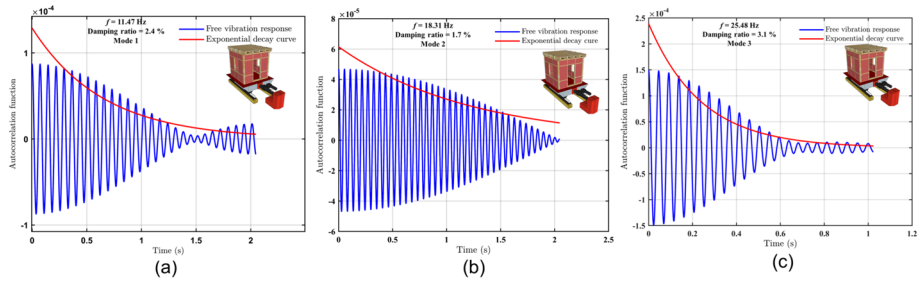 ×10⁻⁴
f = 11.47 Hz
Damping ratio = 2.4 %
Mode 1
Free vibration response
Exponential decay curve
Autocorrelation function
1
0
-1
0
0.5
1
1.5
2
2.5
Time (s)
(a)
×10⁻⁵
f = 18.31 Hz
Damping ratio = 1.7 %
Mode 2
Free vibration response
Exponential decay cure
Autocorrelation function
8
6
4
2
0
-2
-4
-6
0
0.5
1
1.5
2
2.5
Time (s)
(b)
×10⁻⁴
f = 25.48 Hz
Damping ratio = 3.1 %
Mode 3
Free vibration response
Exponential decay curve
Autocorrelation function
2.5
2
1.5
1
0.5
0
-0.5
-1
-1.5
0
0.2
0.4
0.6
0.8
1
1.2
Time (s)
(c)